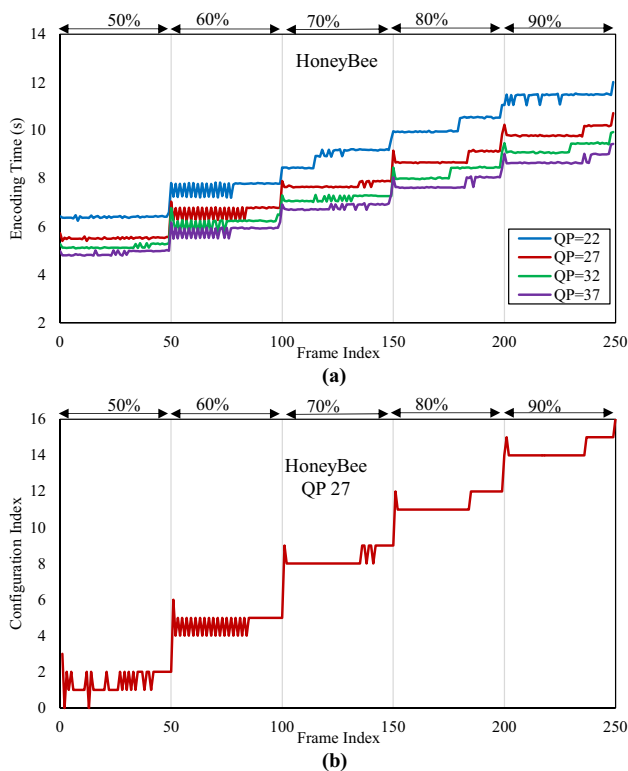 50% 60% 70% 80% 90%
14
HoneyBee
12
10
8
6
4
2
Encoding Time (s)
QP=22
QP=27
QP=32
QP=37
0 50 100 150 200 250
Frame Index
(a)
50% 60% 70% 80% 90%
16
HoneyBee
QP 27
14
12
10
8
6
4
2
0
Configuration Index
0 50 100 150 200 250
Frame Index
(b)